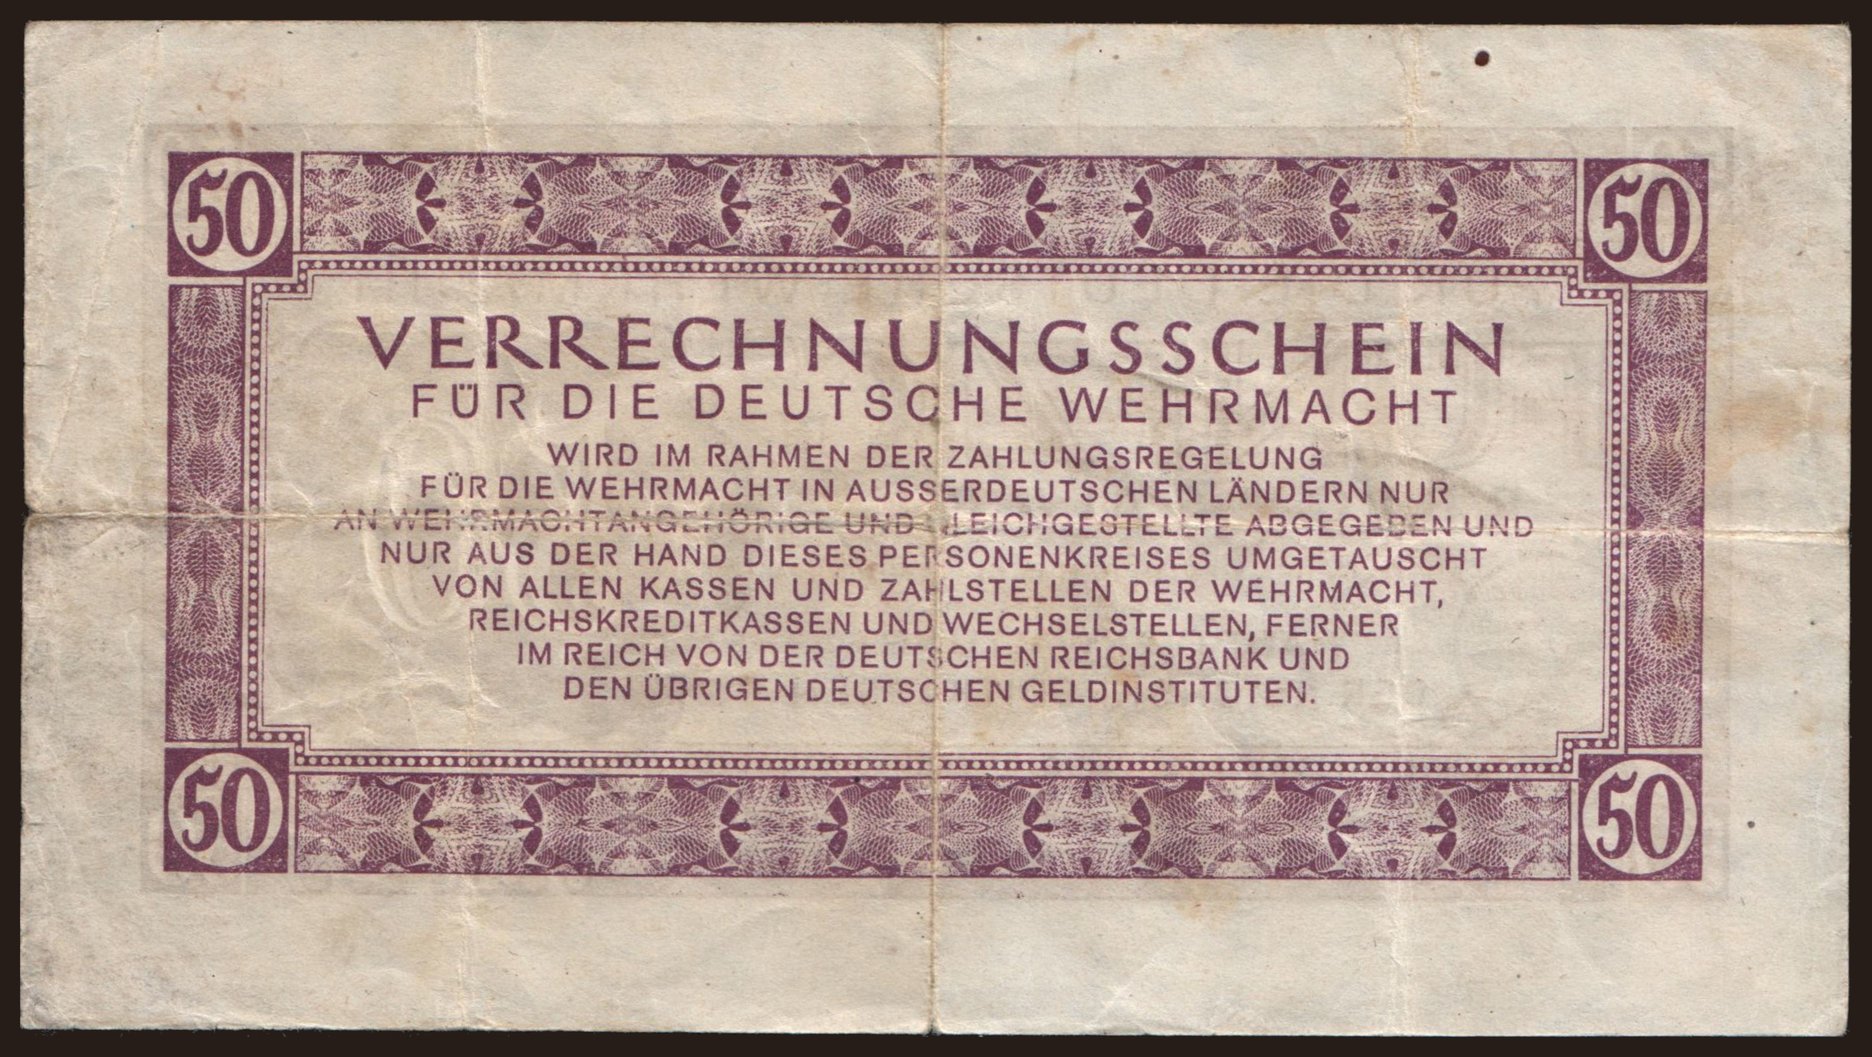 50 50
VERRECHNUNGSSCHEIN
FÜR DIE DEUTSCHE WEHRMACHT
WIRD IM RAHMEN DER ZAHLUNGSREGELUNG
FÜR DIE WEHRMACHT IN AUSSERDEUTSCHEN LÄNDERN NUR
AN WEHRMACHTANGEHÖRIGE UND GLEICHGESTELLTE ABGEGEBEN UND
NUR AUS DER HAND DIESES PERSONENKREISES UMGETAUSCHT
VON ALLEN KASSEN UND ZAHLSTELLEN DER WEHRMACHT,
REICHSKREDITKASSEN UND WECHSELSTELLEN, FERNER
IM REICH VON DER DEUTSCHEN REICHSBANK UND
DEN ÜBRIGEN DEUTSCHEN GELDINSTITUTEN.
50 50